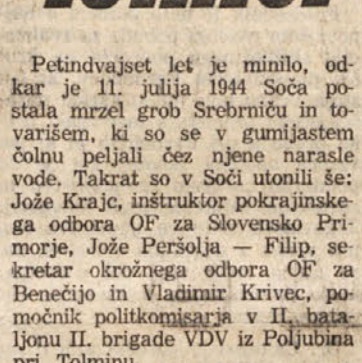 Petindvajset let je minilo, od-
kar je 11. julija 1944 Soča po-
stala mrzel grob Srebrniču in to-
varišem, ki so se v gumijastem
čolnu peljali čez njene narasle
vode. Takrat so v Soči utonili še:
Jože Krajc, inštruktor pokrajinske-
ga odbora OF za Slovensko Pri-
morje, Jože Peršolja — Filip, se-
kretar okrožnega odbora OF za
Benečijo in Vladimir Krivec, po-
močnik politkomisarja v II. bata-
ljonu II. brigade VDV iz Poljubina
pri Tolminu.